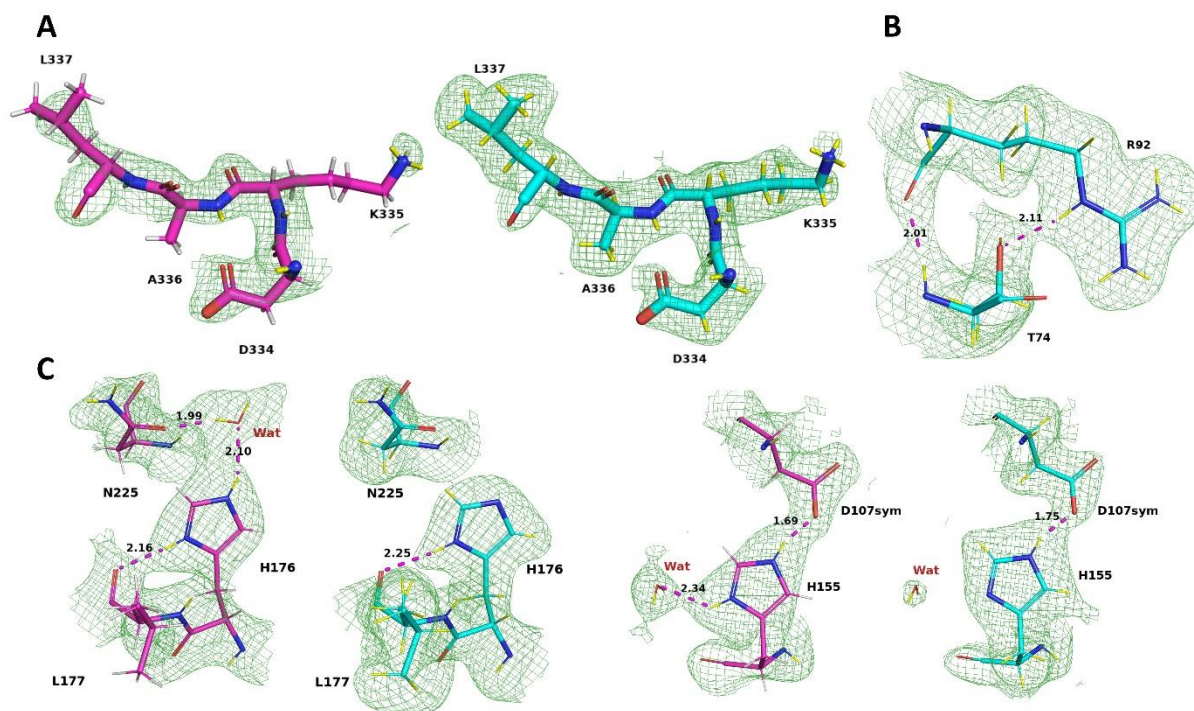 A
L337
A336
D334
K335
L337
A336
D334
K335
B
2.01
2.11
R92
T74
C
1.99
Wat
N225
2.10
2.16
H176
L177
N225
2.25
H176
L177
D107sym
1.69
Wat
2.34
H155
D107sym
1.75
Wat
H155